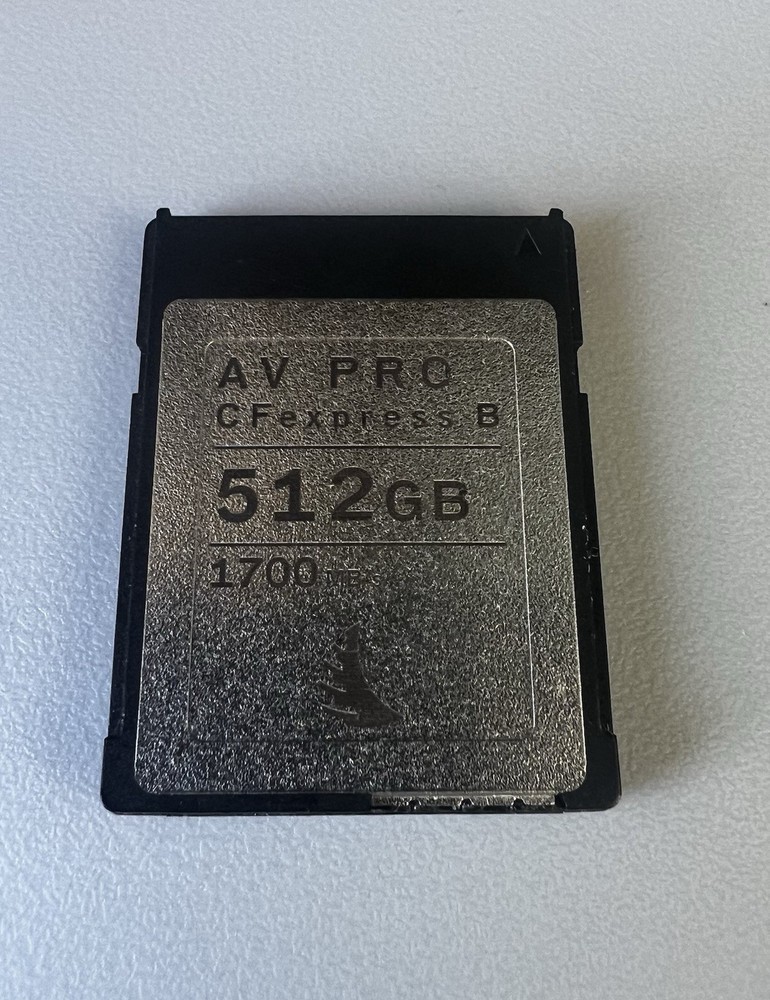 AV PRO
CFexpress B
512GB
1700